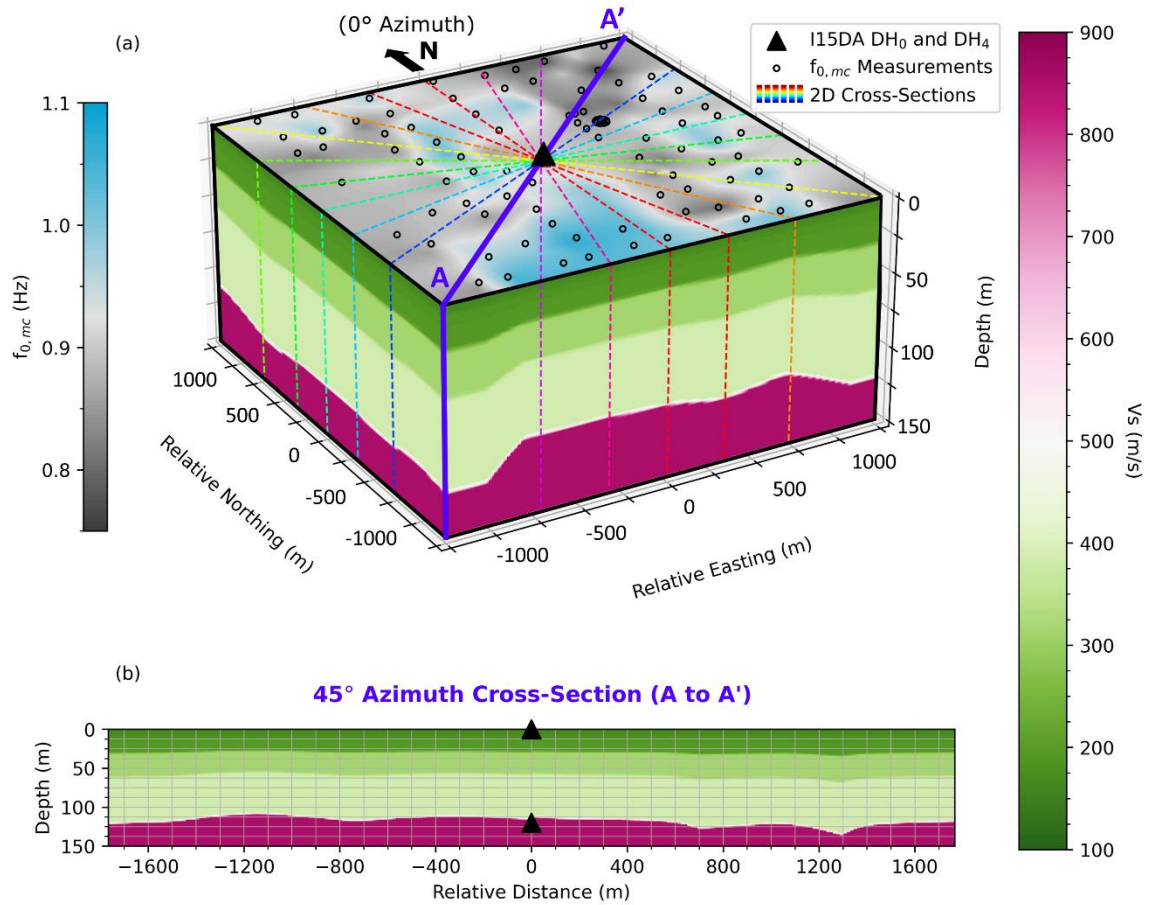 (a)
(0° Azimuth)
N
A'
A
I15DA DH0 and DH4
f0,mc Measurements
2D Cross-Sections
1.1
1.0
0.9
0.8
f0,mc (Hz)
1000
500
0
-500
-1000
Relative Northing (m)
-1000
-500
0
500
1000
Relative Easting (m)
0
50
100
150
Depth (m)
900
800
700
600
500
400
300
200
100
Vs (m/s)
(b)
45° Azimuth Cross-Section (A to A')
0
50
100
150
Depth (m)
−1600 −1200 −800 −400 0 400 800 1200 1600
Relative Distance (m)